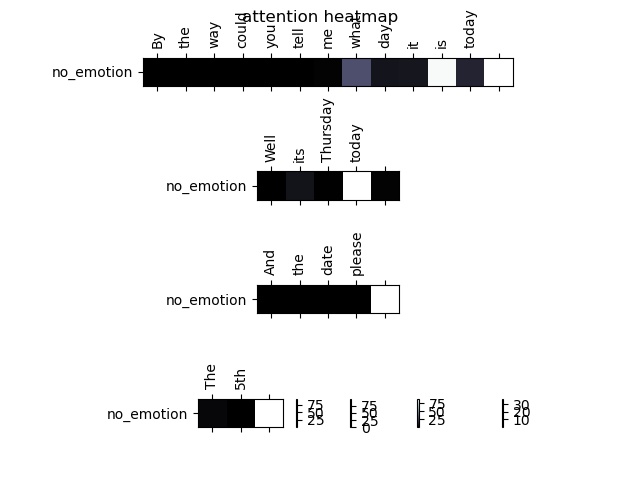 attention heatmap
By the way could you tell me what day it is today
no_emotion
Well its Thursday today
no_emotion
And the date please
no_emotion
The 5th
no_emotion
75 75 75 30
50 50 50 20
25 25 25 10
0